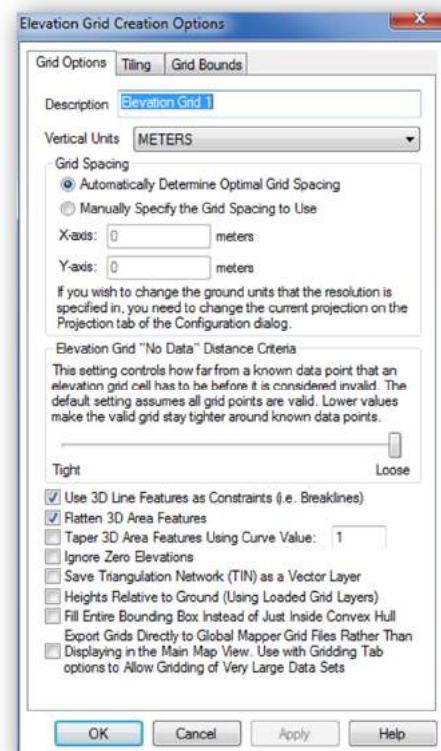 Elevation Grid Creation Options
Grid Options
Tiling
Grid Bounds
Description
Elevation Grid 1
Vertical Units
METERS
Grid Spacing
Automatically Determine Optimal Grid Spacing
Manually Specify the Grid Spacing to Use
X-axis: 0 meters
Y-axis: 0 meters
If you wish to change the ground units that the resolution is
specified in, you need to change the current projection on the
Projection tab of the Configuration dialog.
Elevation Grid "No Data" Distance Criteria
This setting controls how far from a known data point that an
elevation grid cell has to be before it is considered invalid. The
default setting assumes all grid points are valid. Lower values
make the valid grid stay tighter around known data points.
Tight
Loose
Use 3D Line Features as Constraints (i.e. Breaklines)
Flatten 3D Area Features
Taper 3D Area Features Using Curve Value: 1
Ignore Zero Elevations
Save Triangulation Network (TIN) as a Vector Layer
Heights Relative to Ground (Using Loaded Grid Layers)
Fill Entire Bounding Box Instead of Just Inside Convex Hull
Export Grids Directly to Global Mapper Grid Files Rather Than
Displaying in the Main Map View. Use with Gridding Tab
options to Allow Gridding of Very Large Data Sets
OK
Cancel
Apply
Help